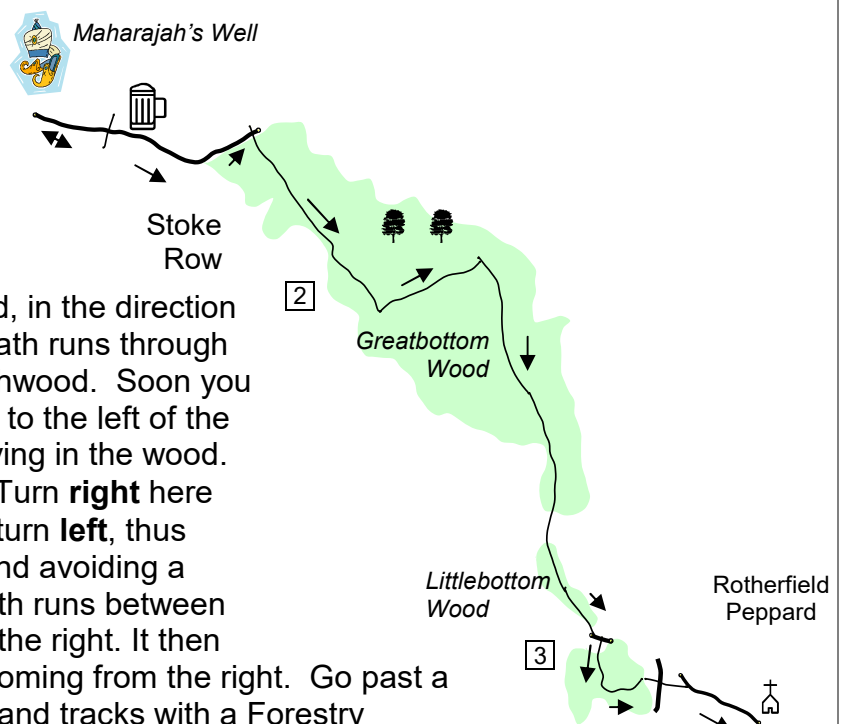 Maharajah's Well
Stoke
Row
2
d, in the direction
ath runs through
nwood.  Soon you
to the left of the
ving in the wood.
Turn right here
turn left, thus
nd avoiding a
th runs between
the right. It then
oming from the right.  Go past a
and tracks with a Forestry
Greatbottom
Wood
Littlebottom
Wood
Rotherfield
Peppard
3